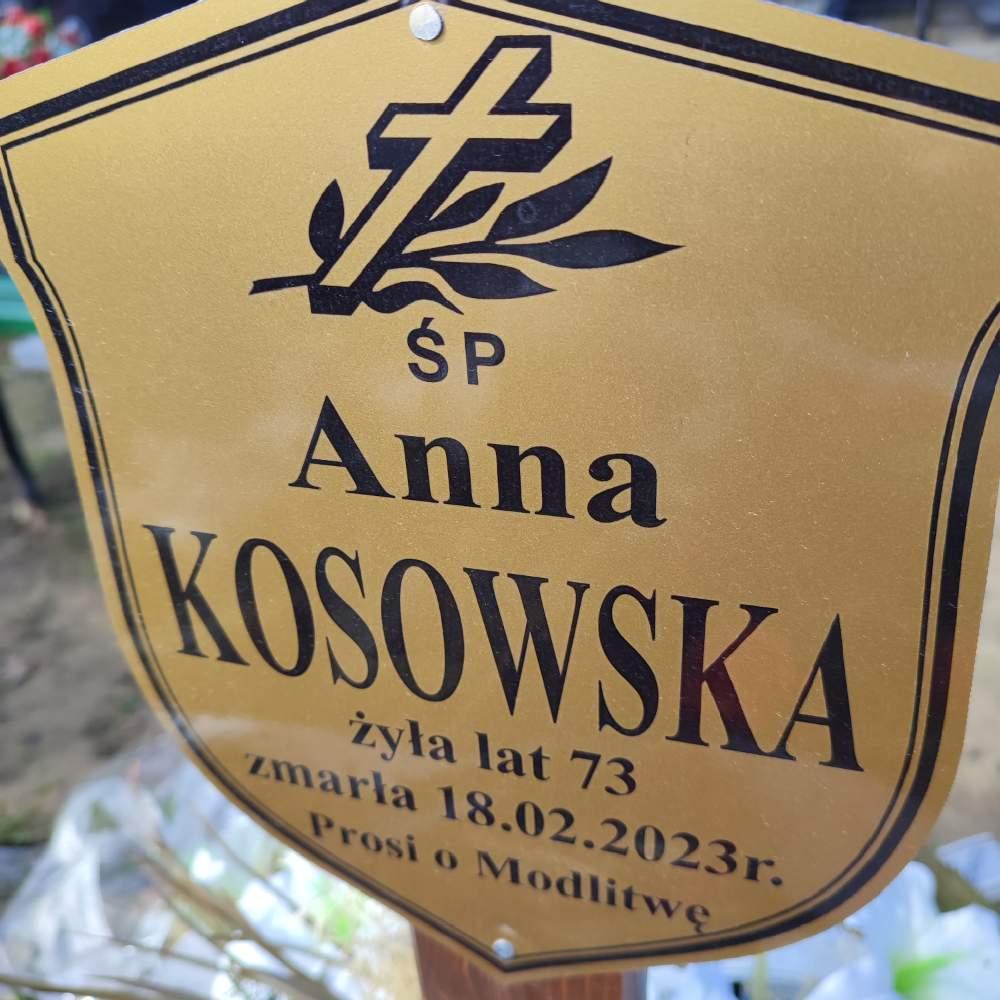 ŚP
Anna
KOSOWSKA
żyła lat 73
zmarła 18.02.2023r.
Prosi o Modlitwę